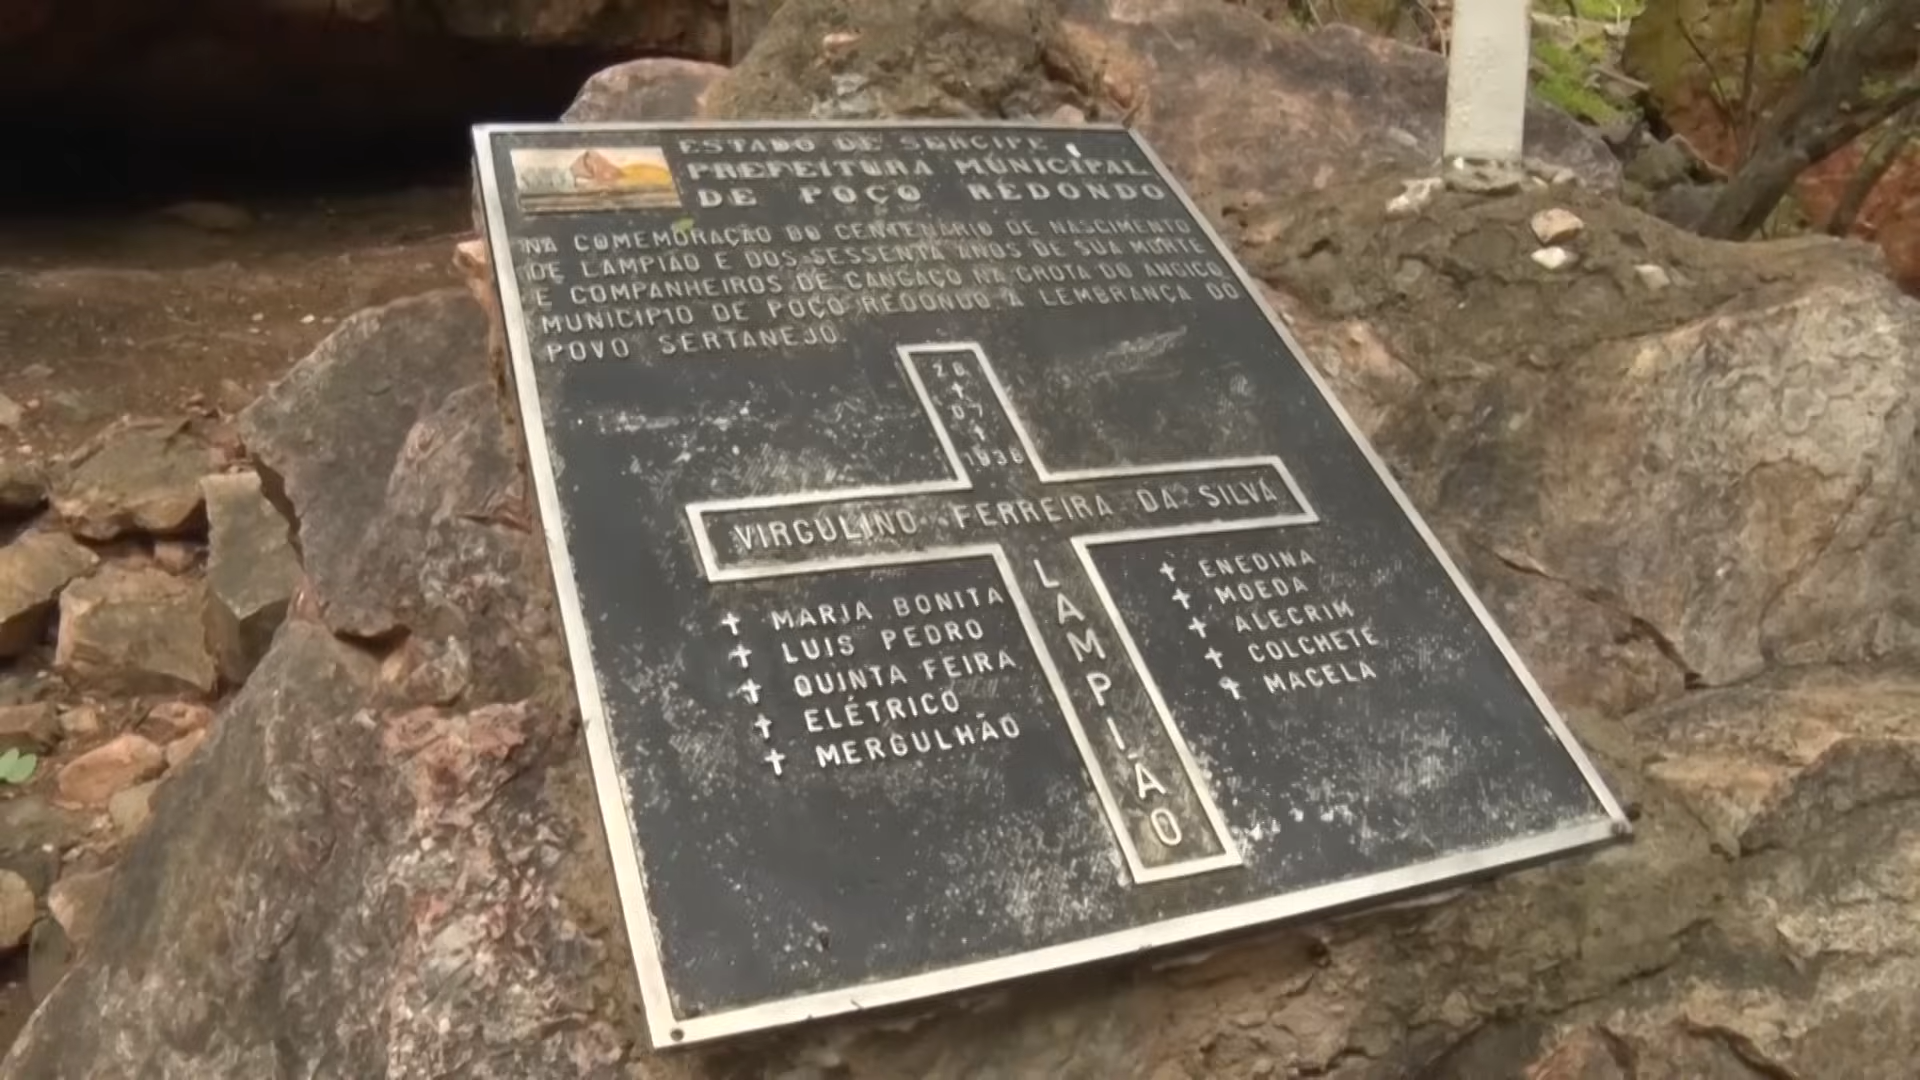 ESTADO DE SERGIPE
PREFEITURA MUNICIPAL
DE POÇO REDONDO
NA COMEMORAÇÃO DO CENTENÁRIO DE NASCIMENTO
DE LAMPIÃO E DOS SESSENTA ANOS DE SUA MORTE
E COMPANHEIROS DE CANGAÇO NA GROTA DO ANGICO
MUNICIPIO DE POÇO REDONDO A LEMBRANÇA DO
POVO SERTANEJO.
28
07
1938
VIRGULINO FERREIRA DA SILVA
LAMPIÃO
MARIA BONITA
LUIS PEDRO
QUINTA FEIRA
ELÉTRICO
MERGULHÃO
ENEDINA
MOEDA
ALECRIM
COLCHETE
MACELA